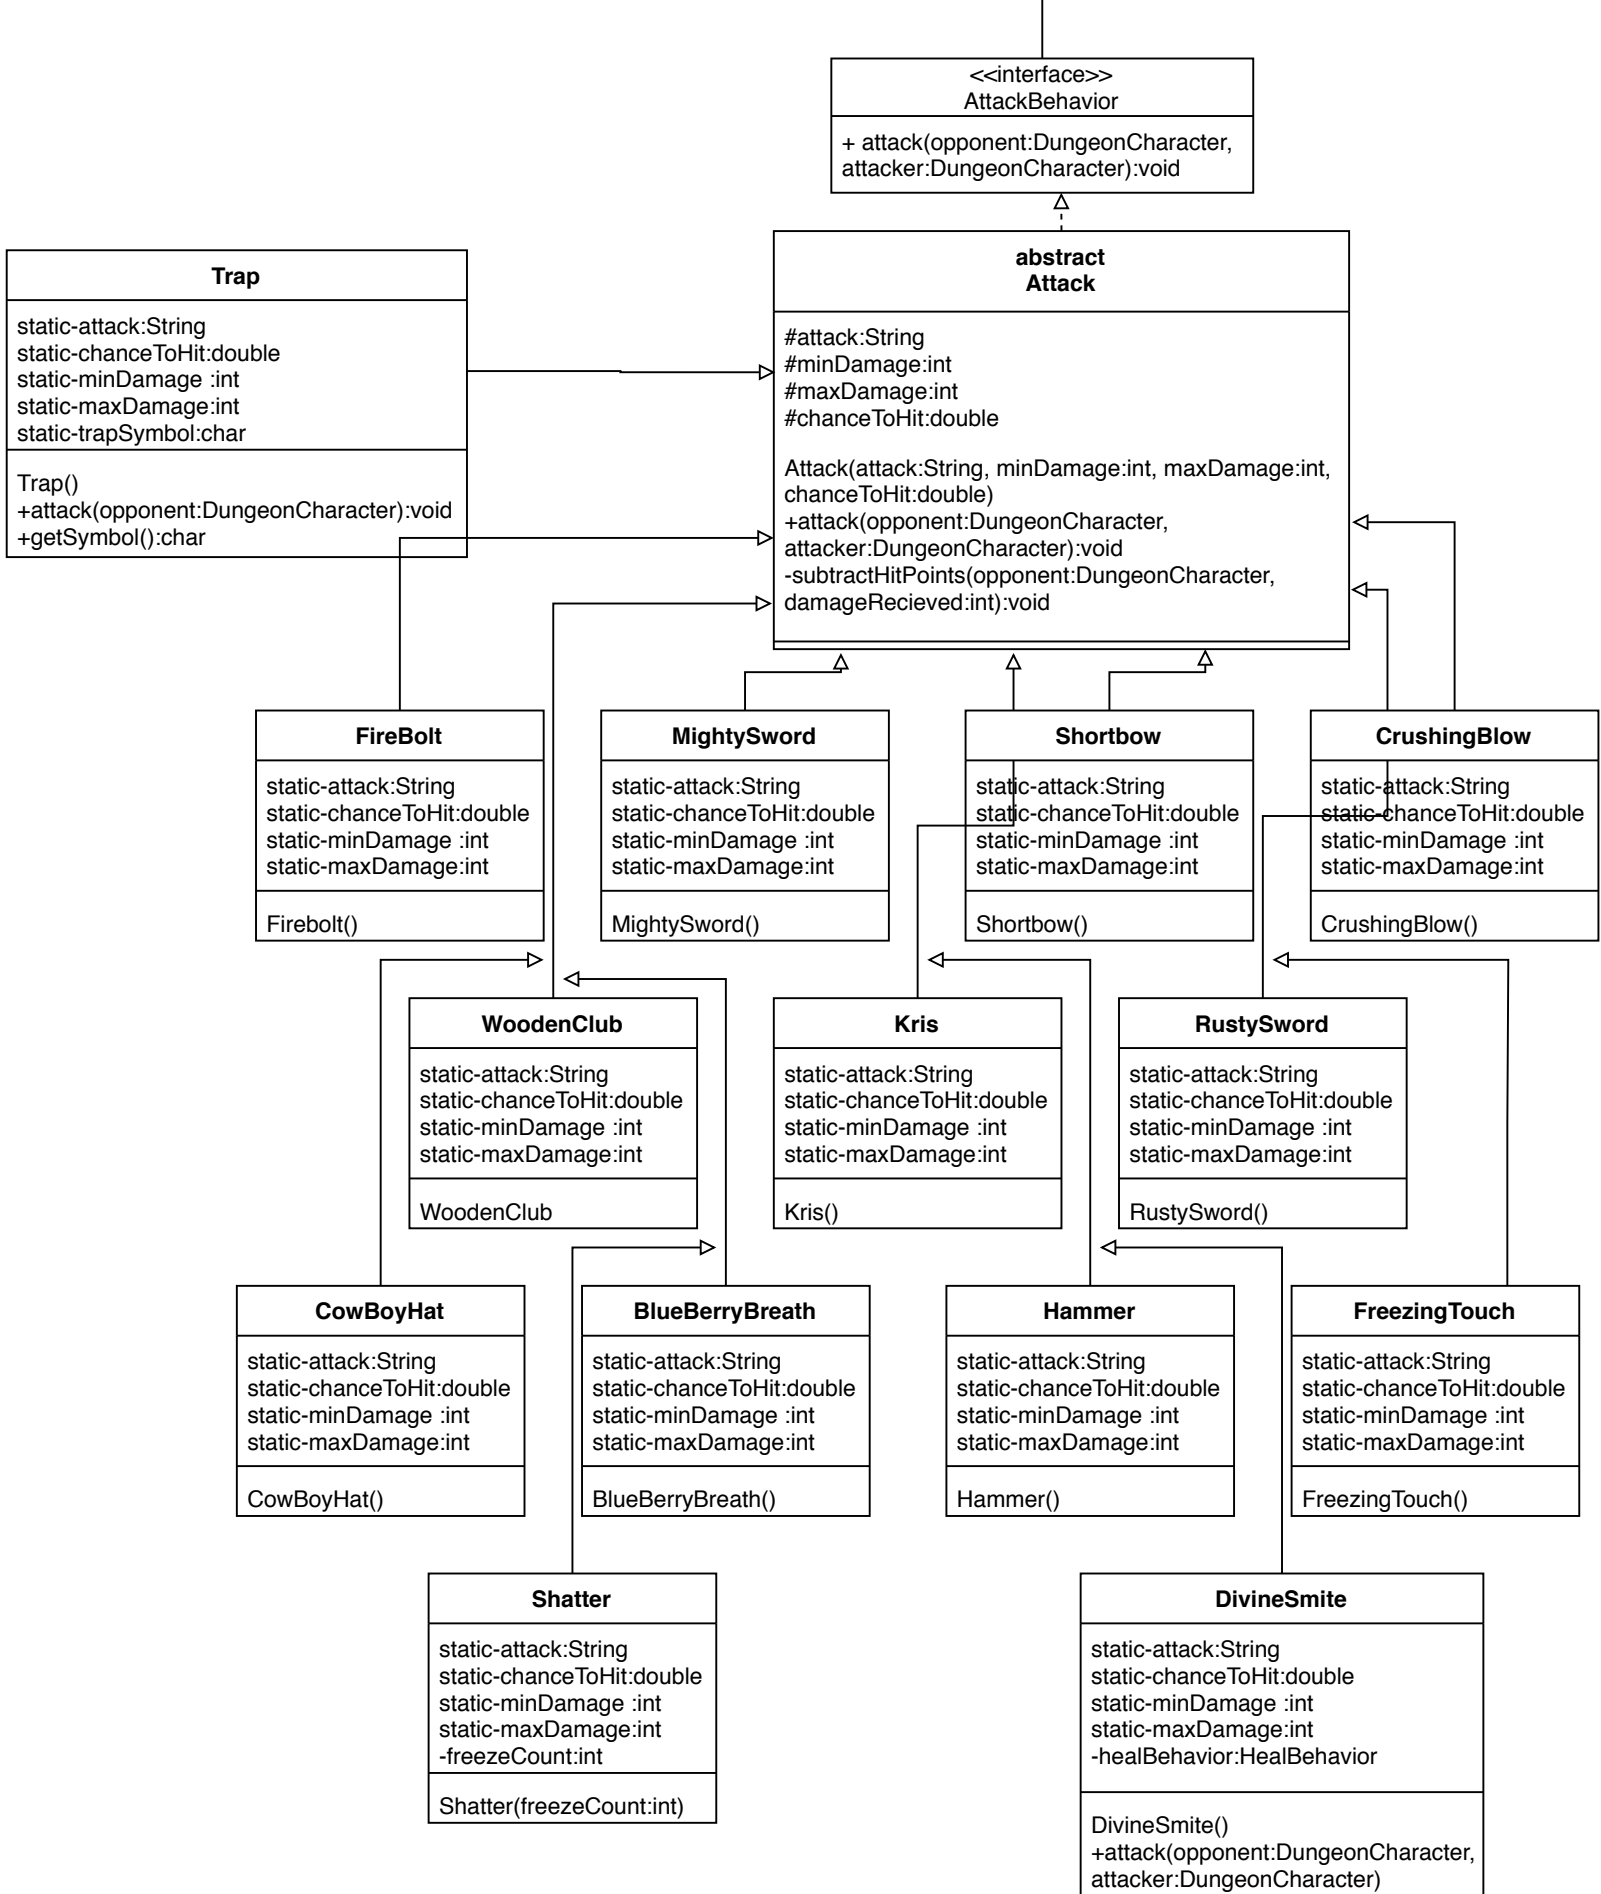 <<interface>>
AttackBehavior
+ attack(opponent:DungeonCharacter,
attacker:DungeonCharacter):void
abstract
Attack
#attack:String
#minDamage:int
#maxDamage:int
#chanceToHit:double
Attack(attack:String, minDamage:int, maxDamage:int,
chanceToHit:double)
+attack(opponent:DungeonCharacter,
attacker:DungeonCharacter):void
-subtractHitPoints(opponent:DungeonCharacter,
damageRecieved:int):void
Trap
static-attack:String
static-chanceToHit:double
static-minDamage :int
static-maxDamage:int
static-trapSymbol:char
Trap()
+attack(opponent:DungeonCharacter):void
+getSymbol():char
FireBolt
static-attack:String
static-chanceToHit:double
static-minDamage :int
static-maxDamage:int
Firebolt()
MightySword
static-attack:String
static-chanceToHit:double
static-minDamage :int
static-maxDamage:int
MightySword()
Shortbow
static-attack:String
static-chanceToHit:double
static-minDamage :int
static-maxDamage:int
Shortbow()
CrushingBlow
static-attack:String
static-chanceToHit:double
static-minDamage :int
static-maxDamage:int
CrushingBlow()
WoodenClub
static-attack:String
static-chanceToHit:double
static-minDamage :int
static-maxDamage:int
WoodenClub
Kris
static-attack:String
static-chanceToHit:double
static-minDamage :int
static-maxDamage:int
Kris()
RustySword
static-attack:String
static-chanceToHit:double
static-minDamage :int
static-maxDamage:int
RustySword()
CowBoyHat
static-attack:String
static-chanceToHit:double
static-minDamage :int
static-maxDamage:int
CowBoyHat()
BlueBerryBreath
static-attack:String
static-chanceToHit:double
static-minDamage :int
static-maxDamage:int
BlueBerryBreath()
Hammer
static-attack:String
static-chanceToHit:double
static-minDamage :int
static-maxDamage:int
Hammer()
FreezingTouch
static-attack:String
static-chanceToHit:double
static-minDamage :int
static-maxDamage:int
FreezingTouch()
Shatter
static-attack:String
static-chanceToHit:double
static-minDamage :int
static-maxDamage:int
-freezeCount:int
Shatter(freezeCount:int)
DivineSmite
static-attack:String
static-chanceToHit:double
static-minDamage :int
static-maxDamage:int
-healBehavior:HealBehavior
DivineSmite()
+attack(opponent:DungeonCharacter,
attacker:DungeonCharacter)